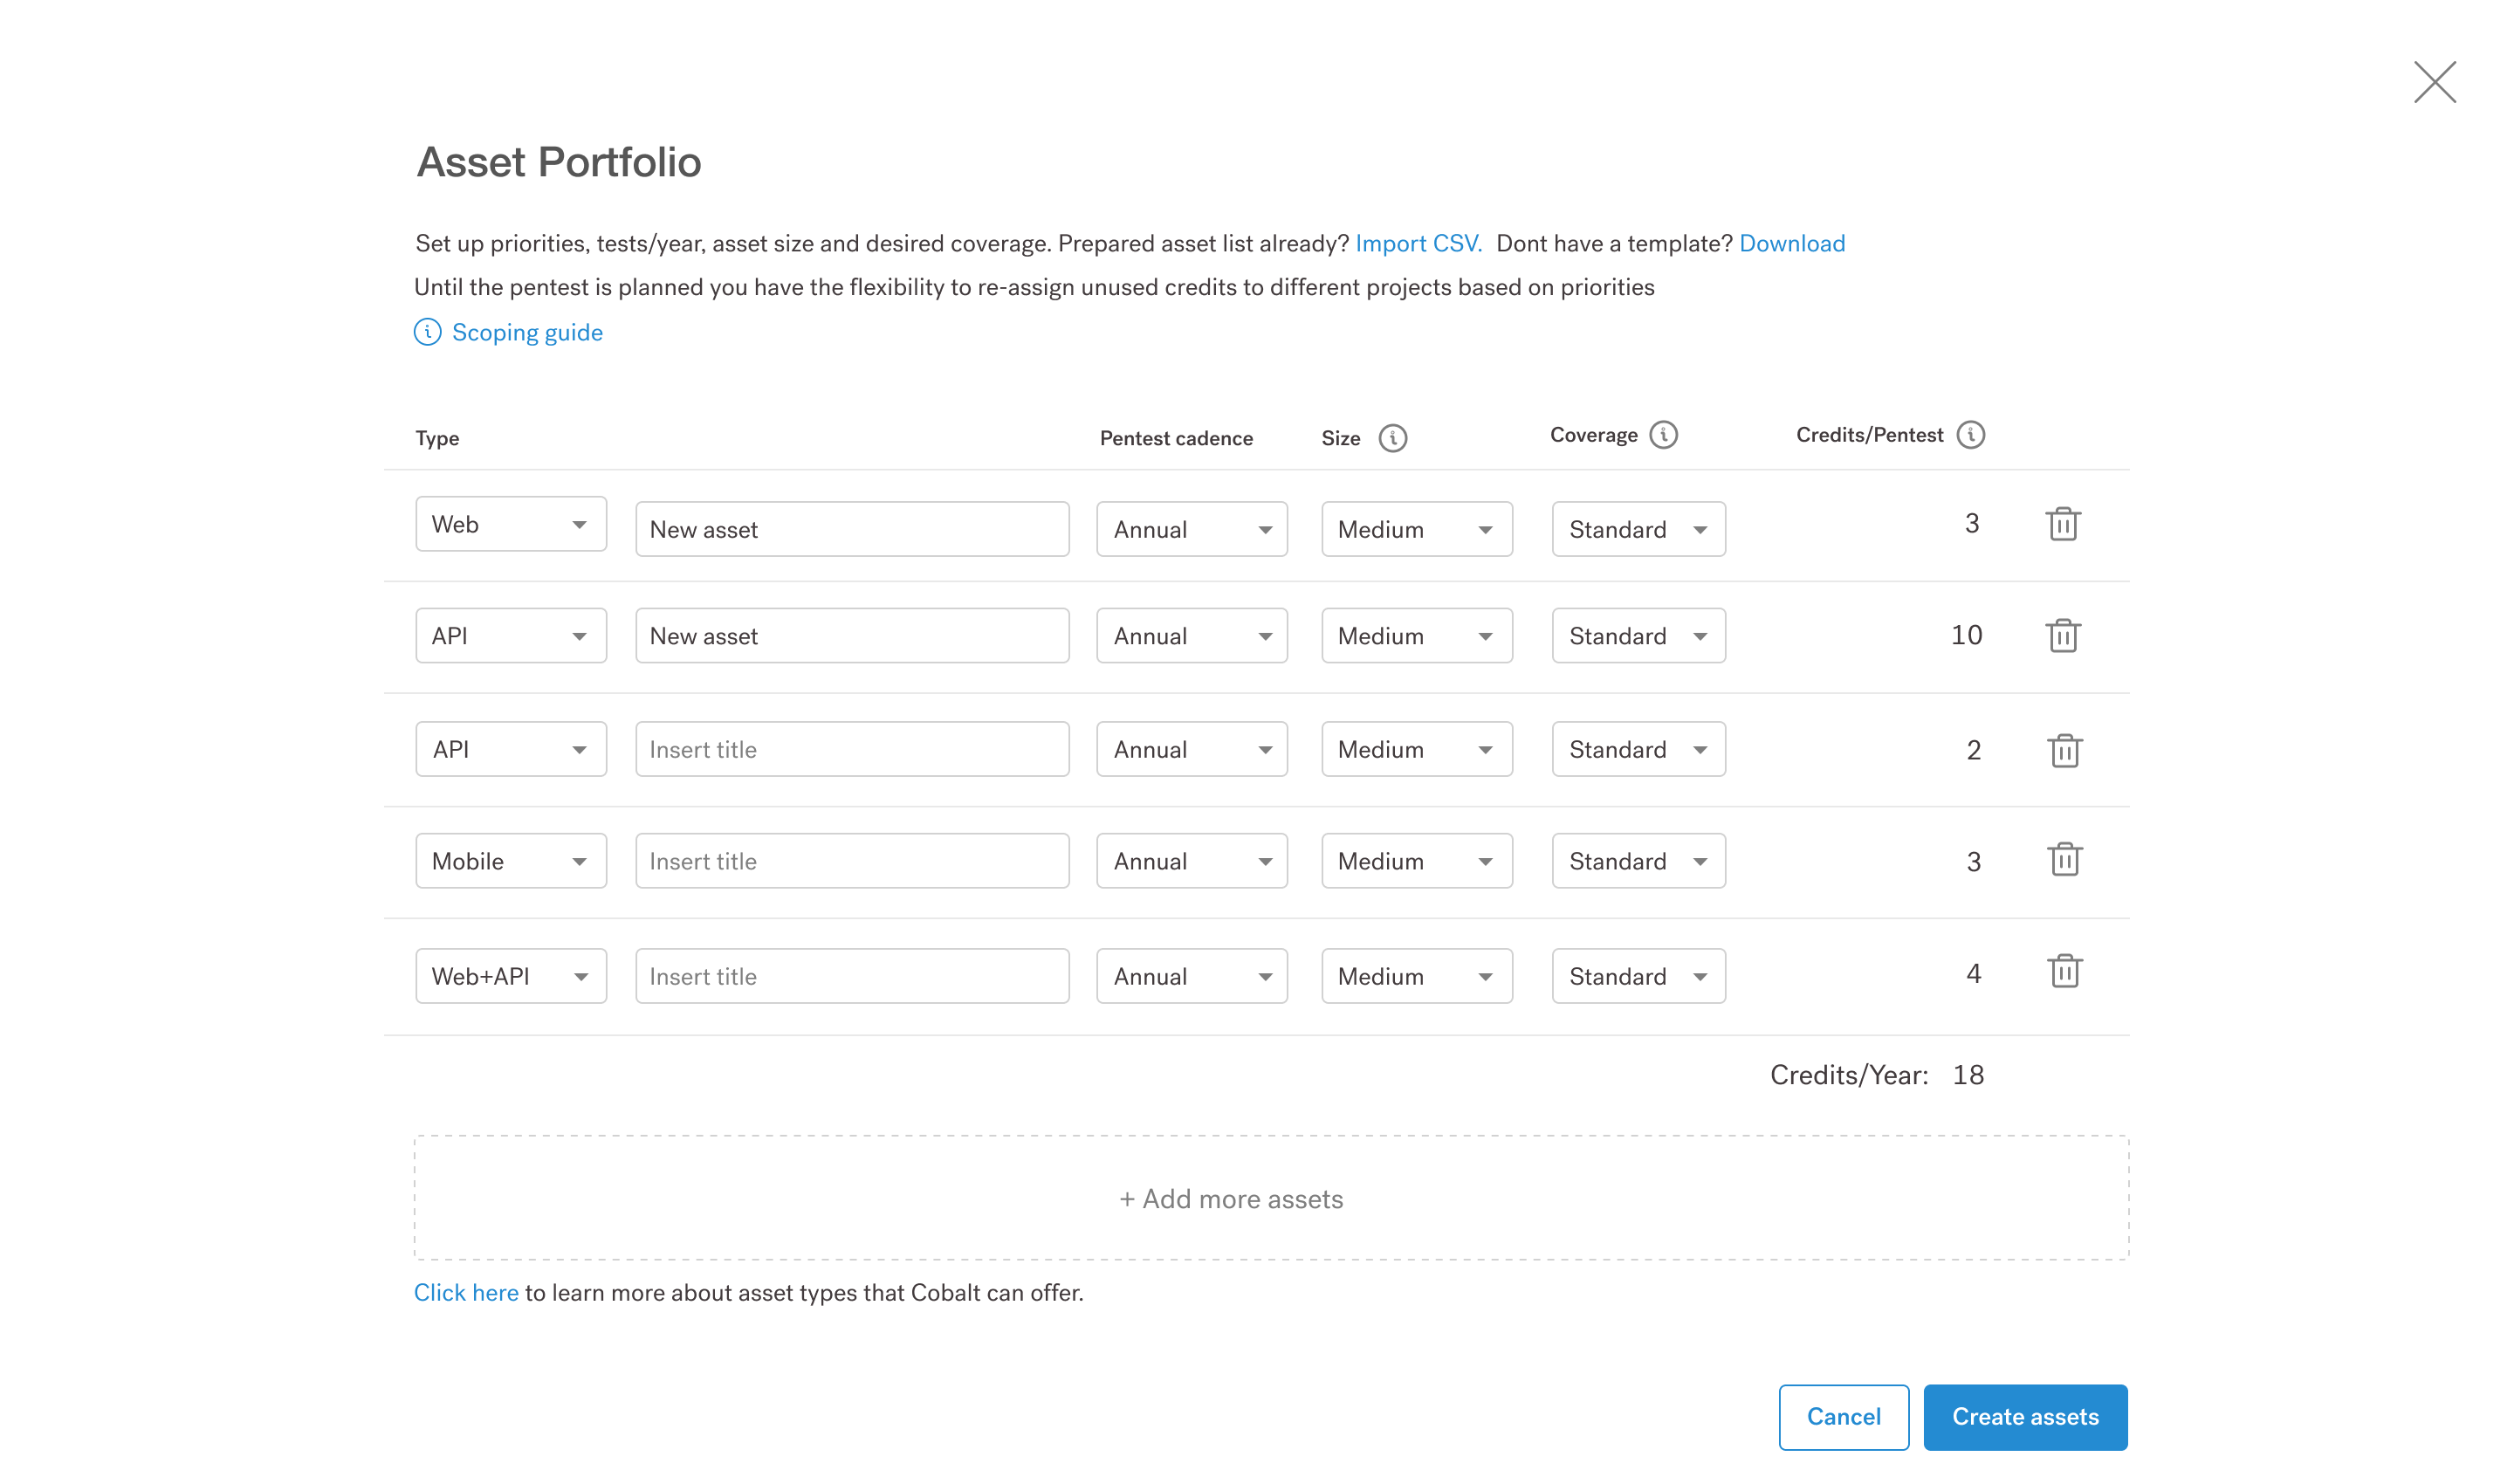 Asset Portfolio
Set up priorities, tests/year, asset size and desired coverage. Prepared asset list already? Import CSV. Dont have a template? Download
Until the pentest is planned you have the flexibility to re-assign unused credits to different projects based on priorities
Scoping guide
Type Pentest cadence Size Coverage Credits/Pentest
Web New asset Annual Medium Standard 3
API New asset Annual Medium Standard 10
API Insert title Annual Medium Standard 2
Mobile Insert title Annual Medium Standard 3
Web+API Insert title Annual Medium Standard 4
Credits/Year: 18
+ Add more assets
Click here to learn more about asset types that Cobalt can offer.
Cancel Create assets